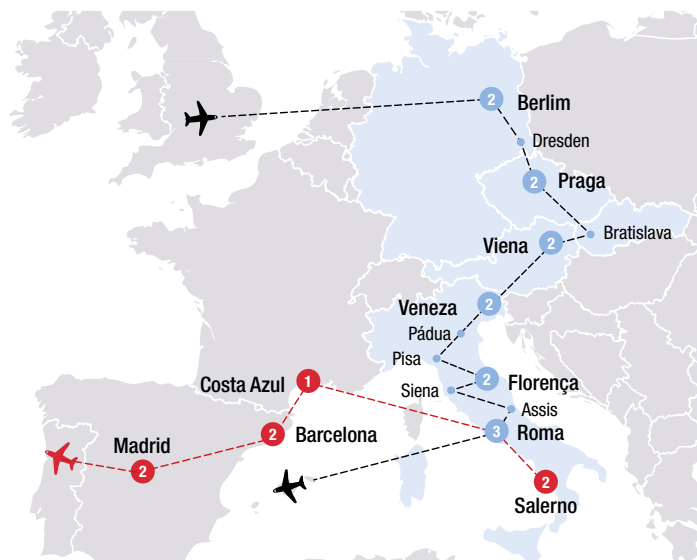 2
Berlim
Dresden
2
Praga
Bratislava
Viena
2
Veneza
2
Pádua
Pisa
Costa Azul
1
2
Florença
Siena
Assis
Madrid
2
Barcelona
3
Roma
2
2
Salerno